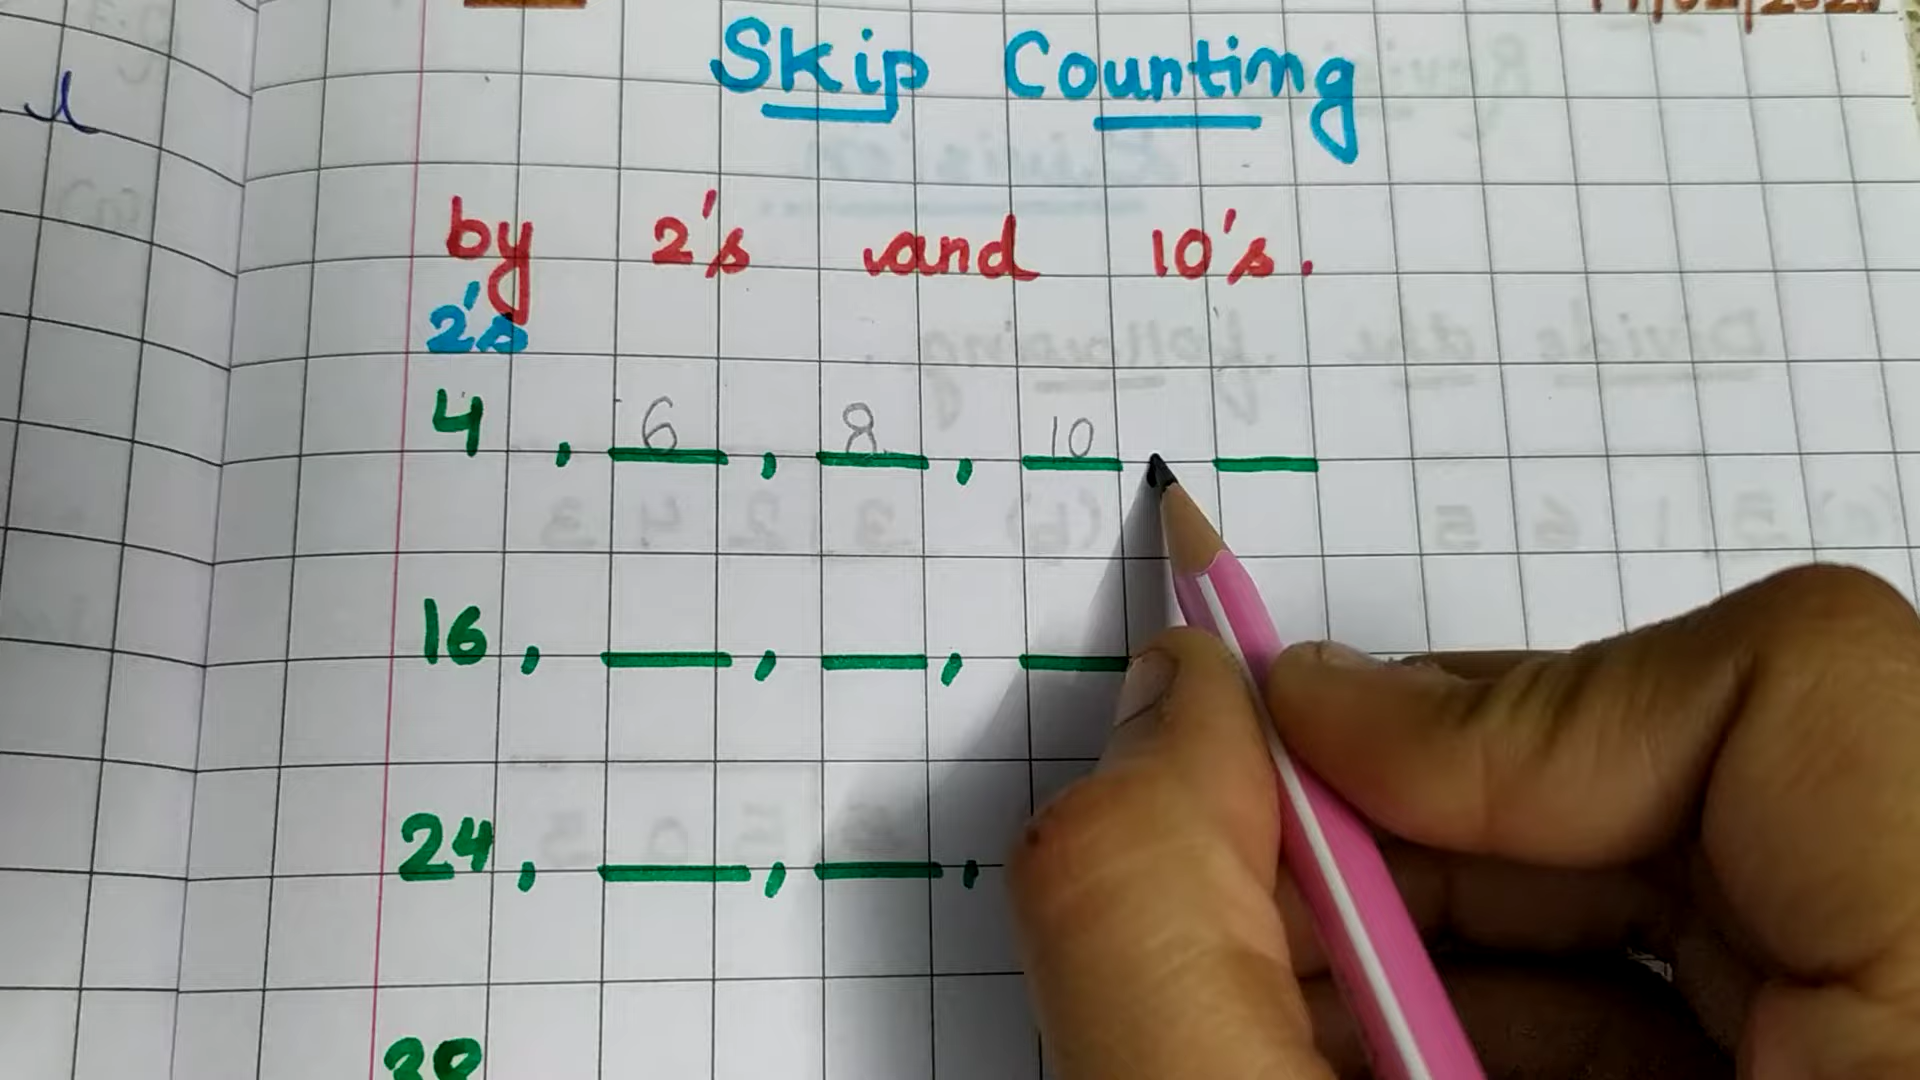 Skip Counting
by 2's and 10's.
2's
4, 6, 8, 10
16,
24,